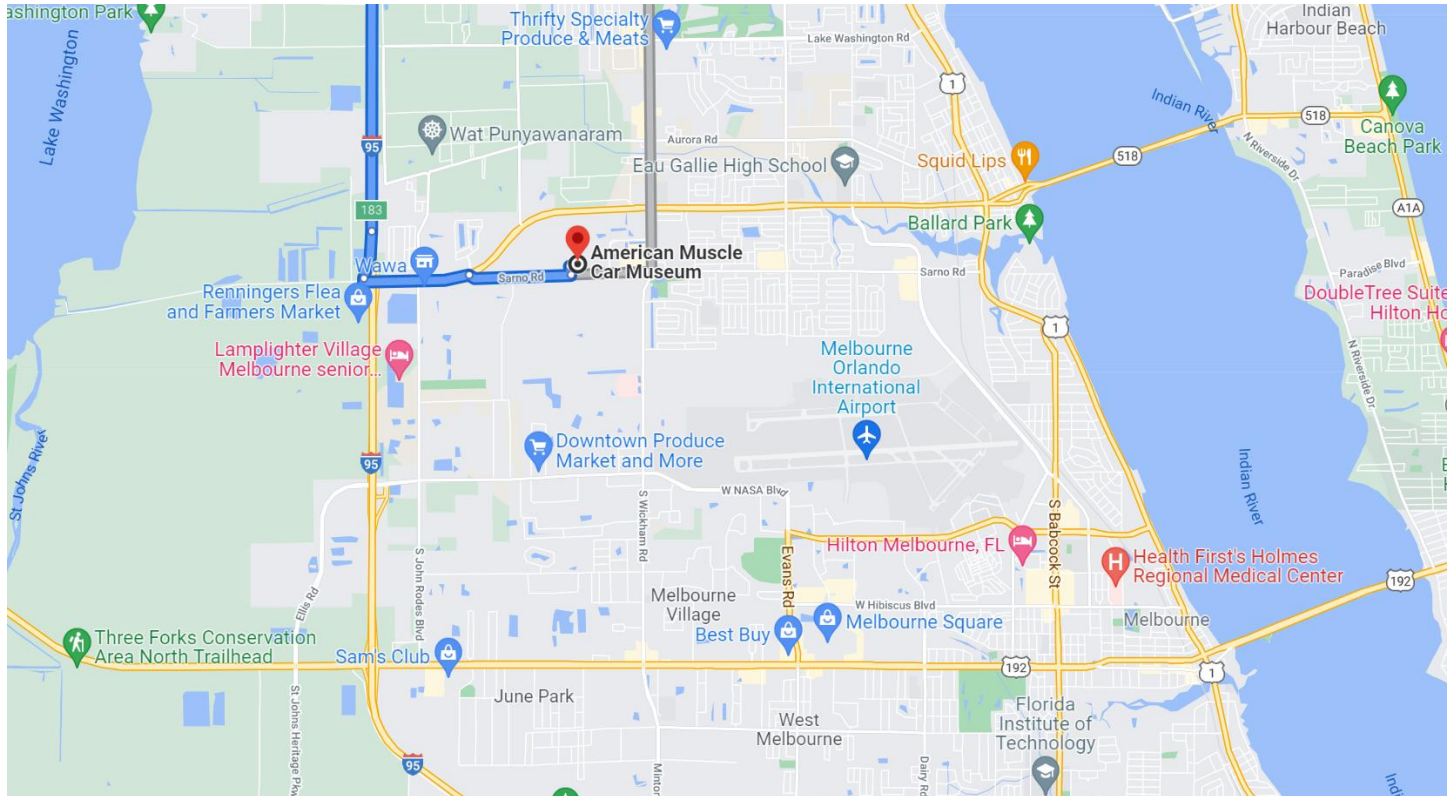 ashington Park
Thrifty Specialty
Produce & Meats
Lake Washington Rd
Indian
Harbour Beach
Lake Washington
1
Indian River
518
Canova
Beach Park
95
Wat Punyawanaram
Aurora Rd
Eau Gallie High School
Squid Lips
518
N Riverside Dr
183
Ballard Park
A1A
American Muscle
Car Museum
Wawa
Sarno Rd
Sarno Rd
Paradise Blvd
Renningers Flea
and Farmers Market
DoubleTree Suite
Hilton Ho
1
Lamplighter Village
Melbourne senior...
Melbourne
Orlando
International
Airport
N Riverside Dr
St Johns River
Downtown Produce
Market and More
95
W NASA Blvd
S Wickham Rd
S Babcock St
Indian River
Hilton Melbourne, FL
Health First's Holmes
Regional Medical Center
192
S John Rodes Blvd
Evans Rd
Ellis Rd
Melbourne
Village
W Hibiscus Blvd
Melbourne Square
Melbourne
Three Forks Conservation
Area North Trailhead
Best Buy
Sam's Club
192
1
June Park
St Johns Heritage Pkw
West
Melbourne
Florida
Institute of
Technology
95
Minto
Dairy Rd
Indi